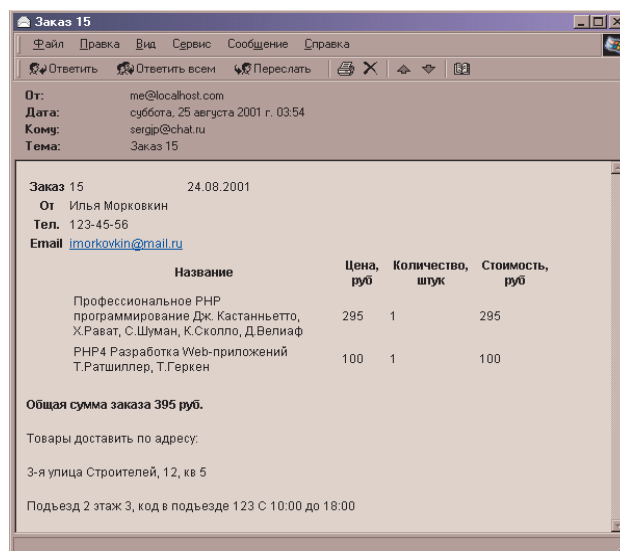 Заказ 15
Файл Правка Вид Сервис Сообщение Справка
Ответить Ответить всем Переслать
От: me@localhost.com
Дата: суббота, 25 августа 2001 г. 03:54
Кому: sergjp@chat.ru
Тема: Заказ 15
Заказ 15 24.08.2001
От Илья Морковкин
Тел. 123-45-56
Email imorkovkin@mail.ru
Название Цена, руб Количество, штук Стоимость, руб
Профессиональное PHP
программирование Дж. Кастанньетто, 295 1 295
Х.Рават, С.Шуман, К.Сколло, Д.Велиаф
PHP4 Разработка Web-приложений 100 1 100
Т.Ратшиллер, Т.Геркен
Общая сумма заказа 395 руб.
Товары доставить по адресу:
3-я улица Строителей, 12, кв 5
Подъезд 2 этаж 3, код в подъезде 123 С 10:00 до 18:00